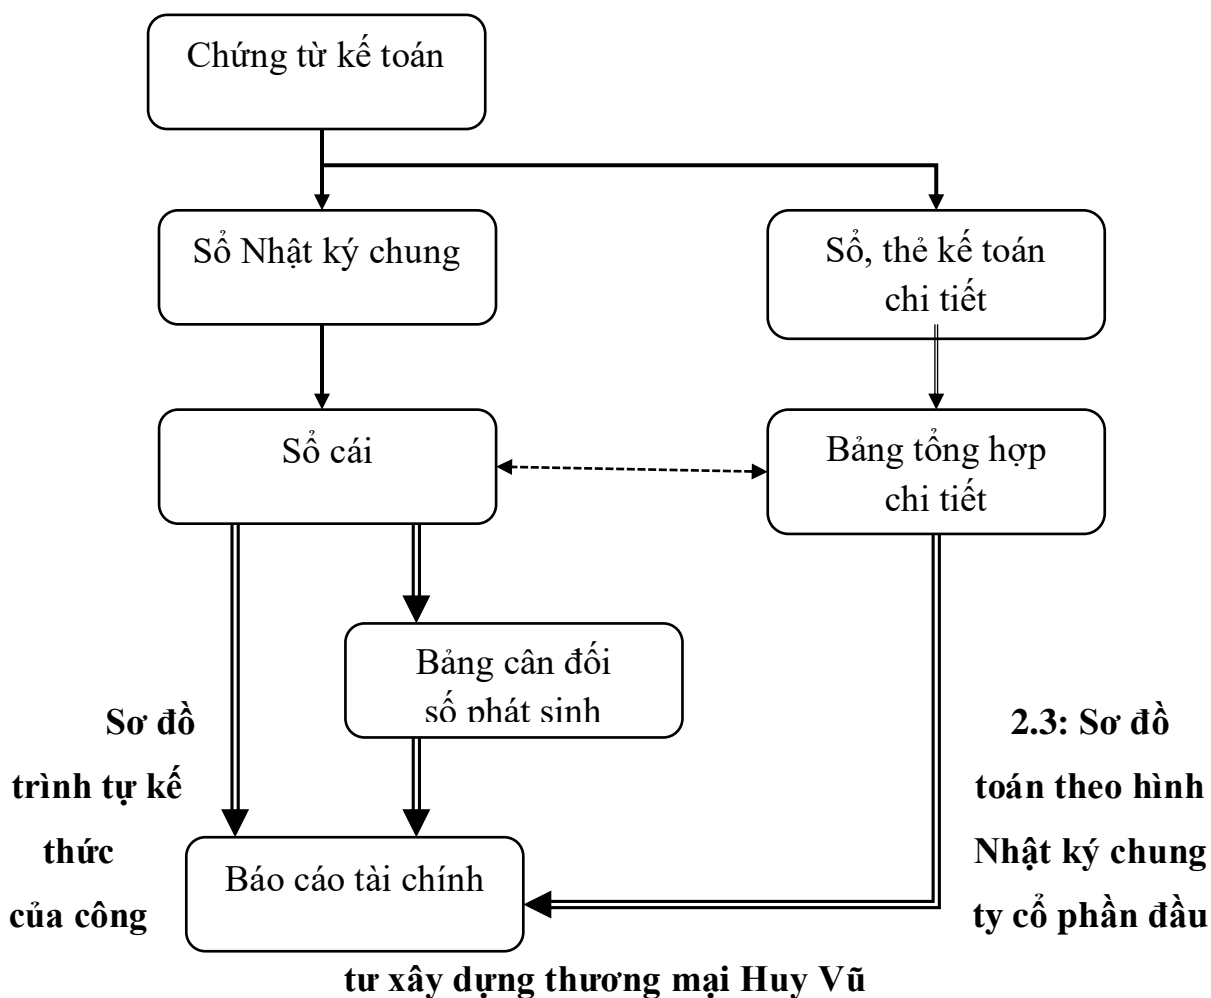 Chứng từ kế toán
Sổ Nhật ký chung
Sổ, thẻ kế toán
chi tiết
Sổ cái
Bảng tổng hợp
chi tiết
Bảng cân đối
số phát sinh
Sơ đồ 2.3: Sơ đồ
trình tự kế toán theo hình
thức Nhật ký chung
của công ty cổ phần đầu
tư xây dựng thương mại Huy Vũ
Báo cáo tài chính